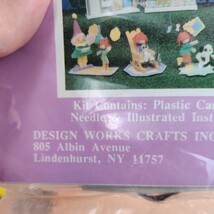 Kit Contains: Plastic Ca
Needle, Illustrated Inst
DESIGN WORKS CRAFTS INC
805 Albin Avenue
Lindenhurst, NY 11757